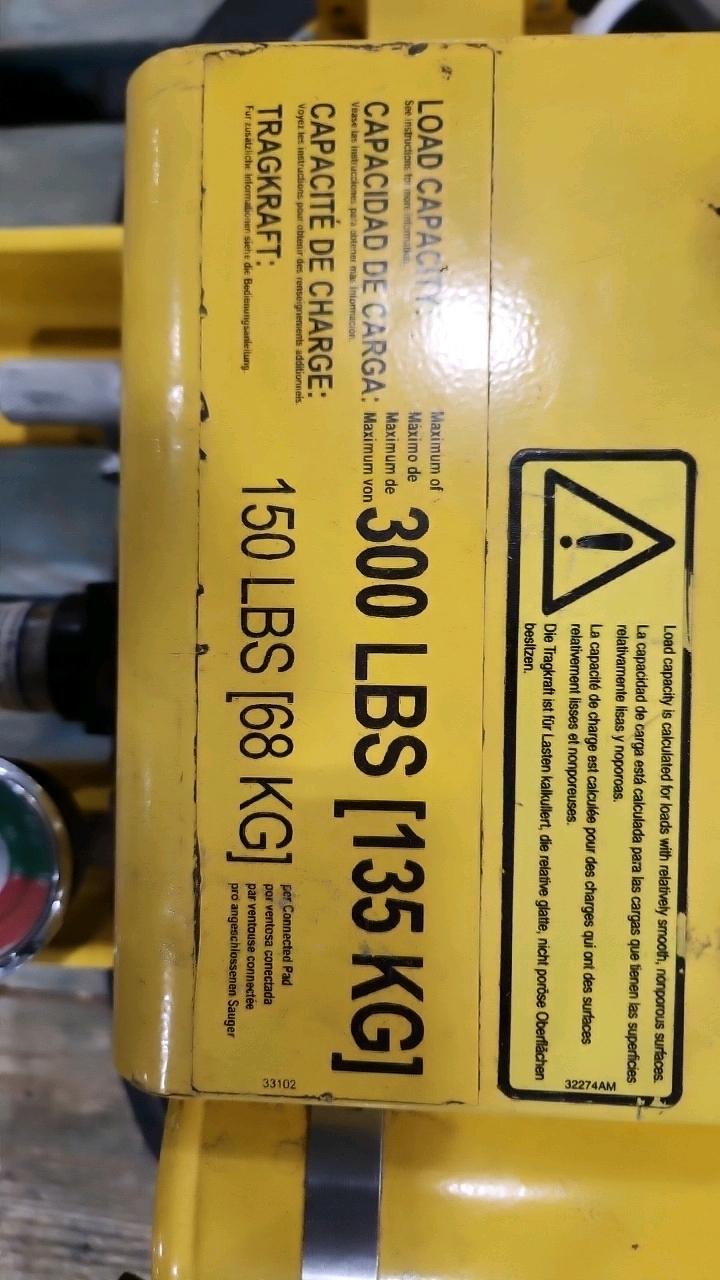 LOAD CAPACITY:
See instructions for more information.
CAPACIDAD DE CARGA:
Véase las instrucciones para obtener más información.
CAPACITÉ DE CHARGE:
Voyez les instructions pour obtenir des renseignements additionnels.
TRAGKRAFT:
Für zusätzliche Informationen siehe die Bedienungsanleitung.
Maximum of
Máximo de
Maximum de
Maximum von
300 LBS [135 KG]
150 LBS [68 KG]
per Connected Pad
por ventosa conectada
par ventouse connectée
pro angeschlossenen Sauger
33102
Load capacity is calculated for loads with relatively smooth, nonporous surfaces.
La capacidad de carga está calculada para las cargas que tienen las superficies
relativamente lisas y noporoas.
La capacité de charge est calculée pour des charges qui ont des surfaces
relativement lisses et nonporeuses.
Die Tragkraft ist für Lasten kalkuliert, die relative glatte, nicht poröse Oberflächen
besitzen.
32274AM